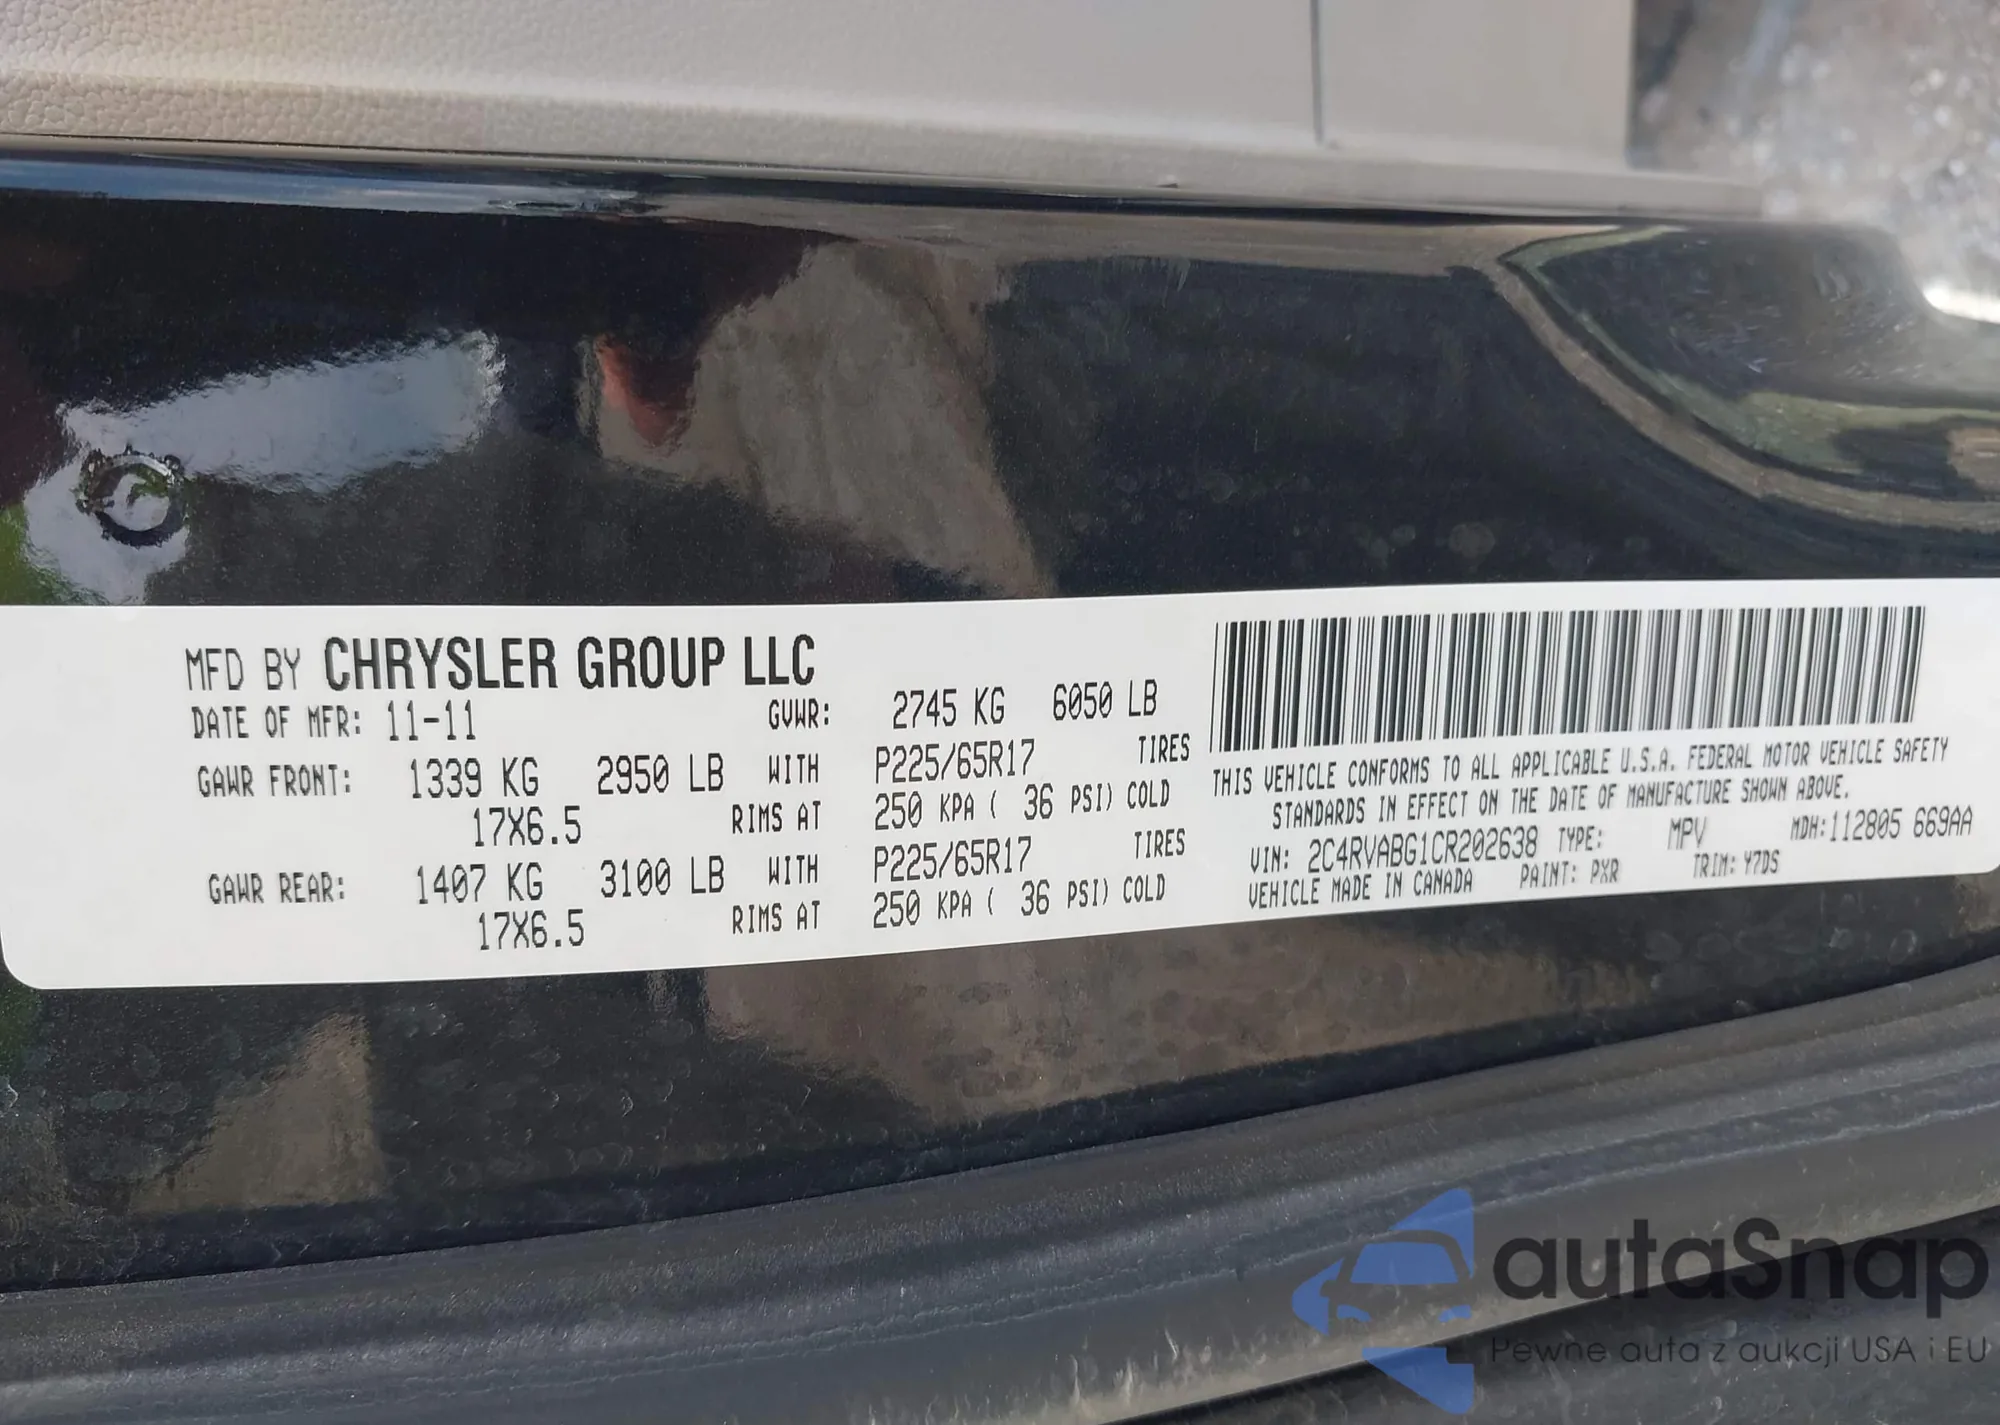 MFD BY CHRYSLER GROUP LLC
DATE OF MFR: 11-11 GVWR: 2745 KG 6050 LB
GAWR FRONT: 1339 KG 2950 LB WITH P225/65R17 TIRES
17X6.5 RIMS AT 250 KPA ( 36 PSI) COLD
GAWR REAR: 1407 KG 3100 LB WITH P225/65R17 TIRES
17X6.5 RIMS AT 250 KPA ( 36 PSI) COLD
THIS VEHICLE CONFORMS TO ALL APPLICABLE U.S.A. FEDERAL MOTOR VEHICLE SAFETY
STANDARDS IN EFFECT ON THE DATE OF MANUFACTURE SHOWN ABOVE.
VIN: 2C4RVABG1CR202638 TYPE: MPV MDH:112805 669AA
VEHICLE MADE IN CANADA PAINT: PXR TRIM: Y7DS
autaSnap
Pewne auta z aukcji USA i EU